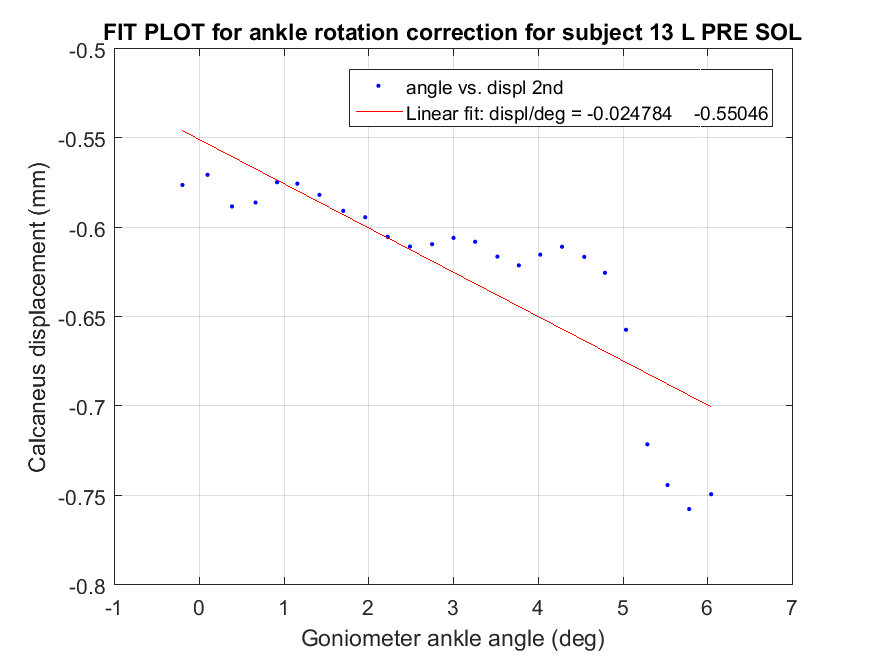 FIT PLOT for ankle rotation correction for subject 13 L PRE SOL
angle vs. displ 2nd
Linear fit: displ/deg = -0.024784 -0.55046
-0.5
-0.55
-0.6
-0.65
-0.7
-0.75
-0.8
Calcaneus displacement (mm)
-1 0 1 2 3 4 5 6 7
Goniometer ankle angle (deg)